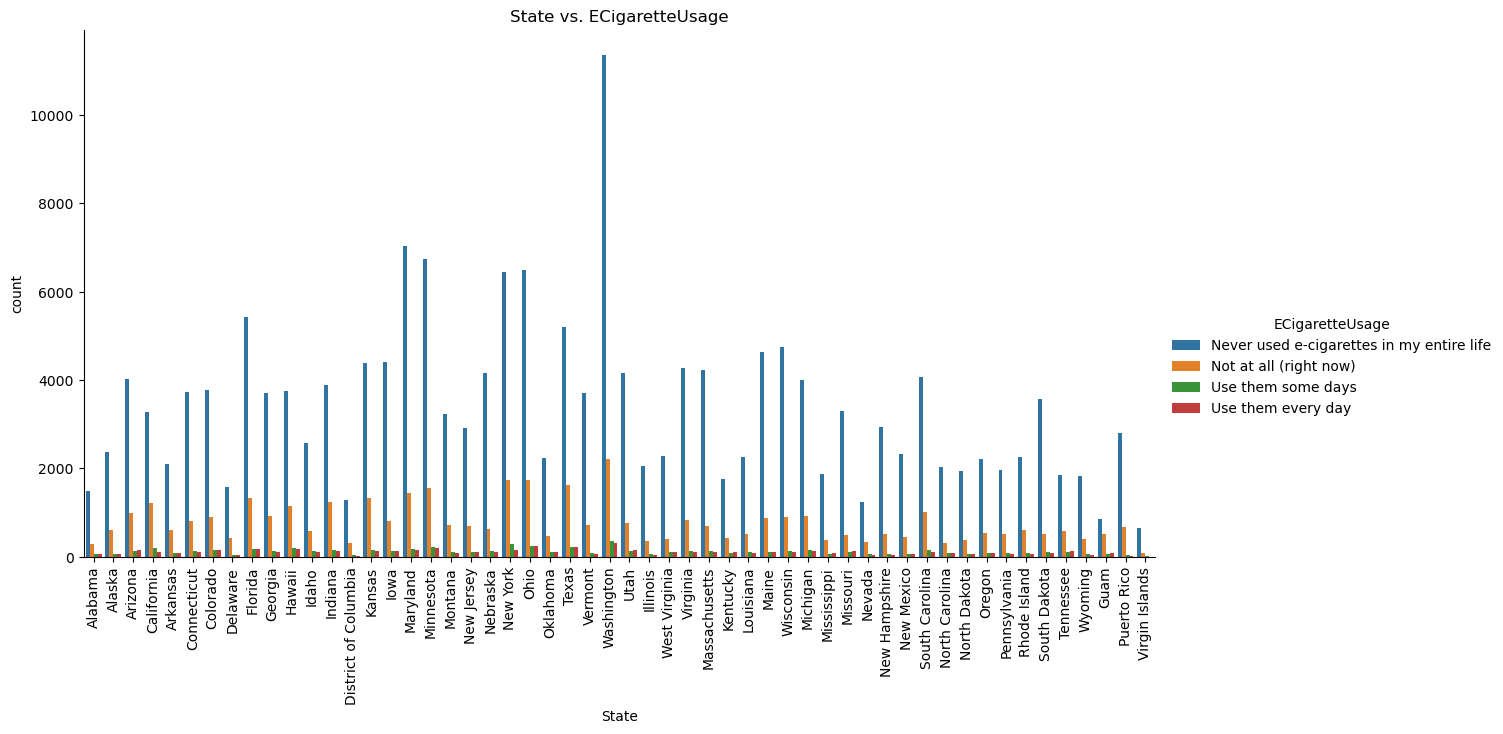 State vs. ECigaretteUsage
10000
8000
6000
4000
2000
0
count
Alabama
Alaska
Arizona
California
Arkansas
Connecticut
Colorado
Delaware
Florida
Georgia
Hawaii
Idaho
Indiana
District of Columbia
Kansas
Iowa
Maryland
Minnesota
Montana
New Jersey
Nebraska
New York
Ohio
Oklahoma
Texas
Vermont
Washington
Utah
Illinois
West Virginia
Virginia
Massachusetts
Kentucky
Louisiana
Maine
Wisconsin
Michigan
Mississippi
Missouri
Nevada
New Hampshire
New Mexico
South Carolina
North Carolina
North Dakota
Oregon
Pennsylvania
Rhode Island
South Dakota
Tennessee
Wyoming
Guam
Puerto Rico
Virgin Islands
State
ECigaretteUsage
Never used e-cigarettes in my entire life
Not at all (right now)
Use them some days
Use them every day